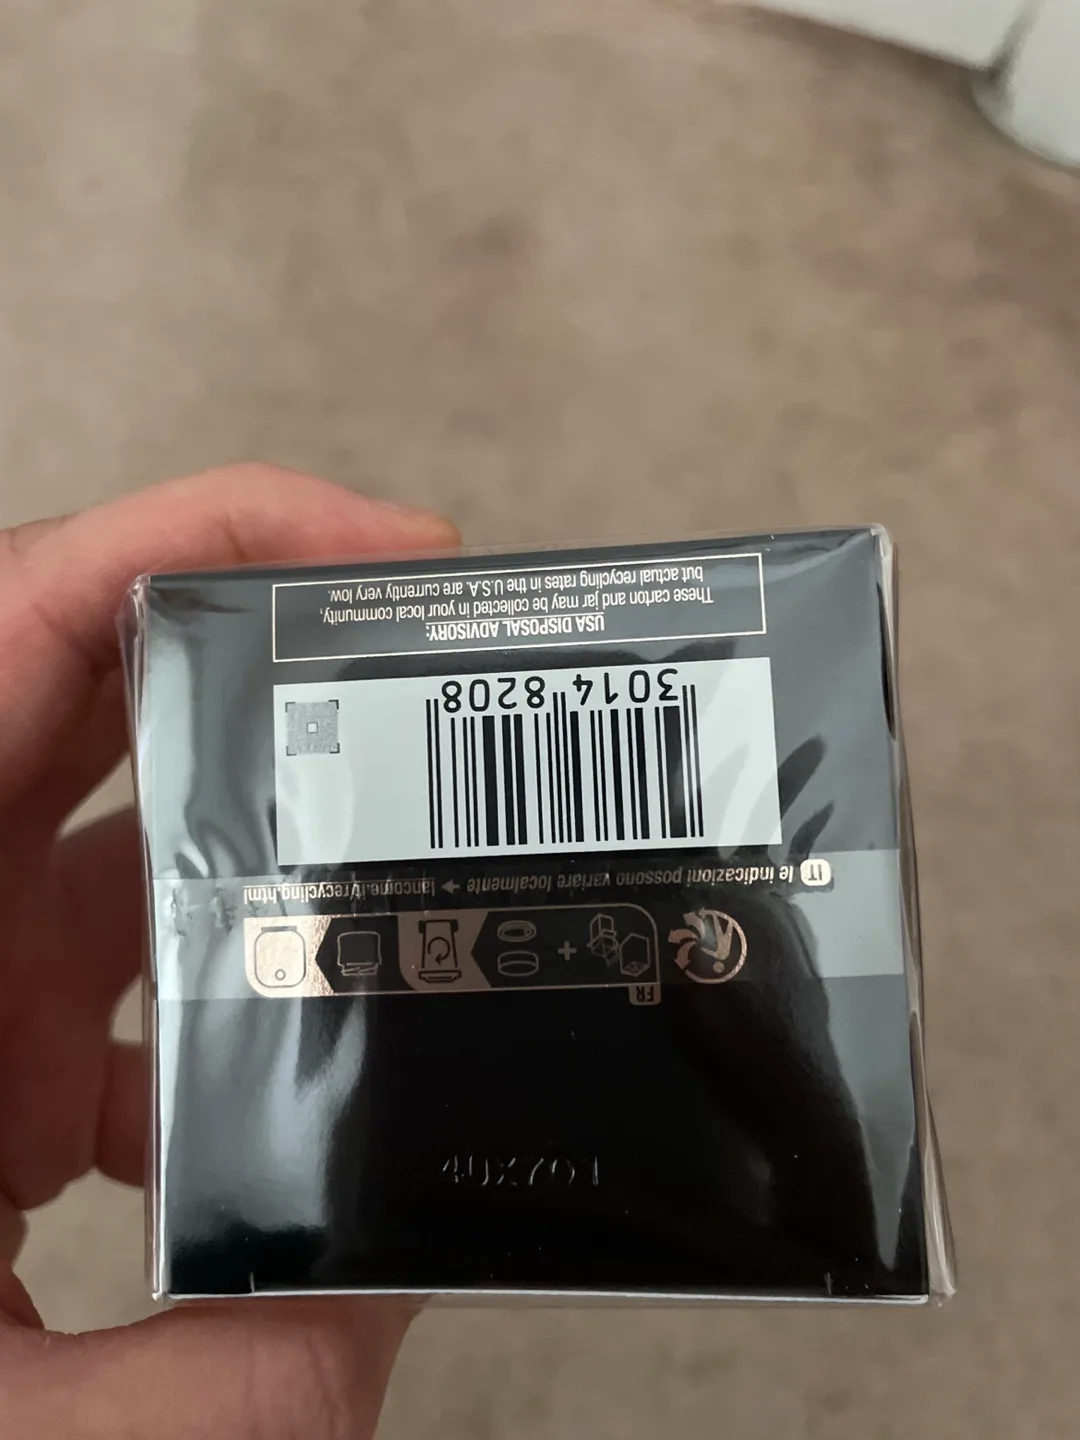 40X701
FR
IT le indicazioni possono variare localmente ➔ lancome.it/recycling.html
3014 8208
USA DISPOSAL ADVISORY:
These carton and jar may be collected in your local community,
but actual recycling rates in the U.S.A. are currently very low.